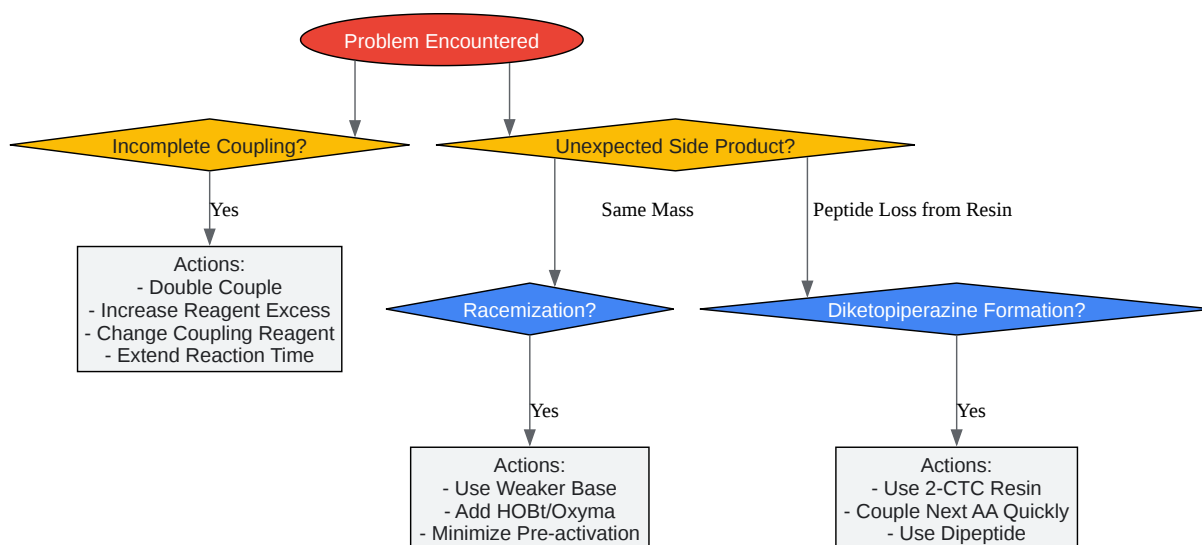 Problem Encountered
Incomplete Coupling?
Unexpected Side Product?
Yes
Same Mass
Peptide Loss from Resin
Actions:
- Double Couple
- Increase Reagent Excess
- Change Coupling Reagent
- Extend Reaction Time
Racemization?
Diketopiperazine Formation?
Yes
Yes
Actions:
- Use Weaker Base
- Add HOBt/Oxyma
- Minimize Pre-activation
Actions:
- Use 2-CTC Resin
- Couple Next AA Quickly
- Use Dipeptide